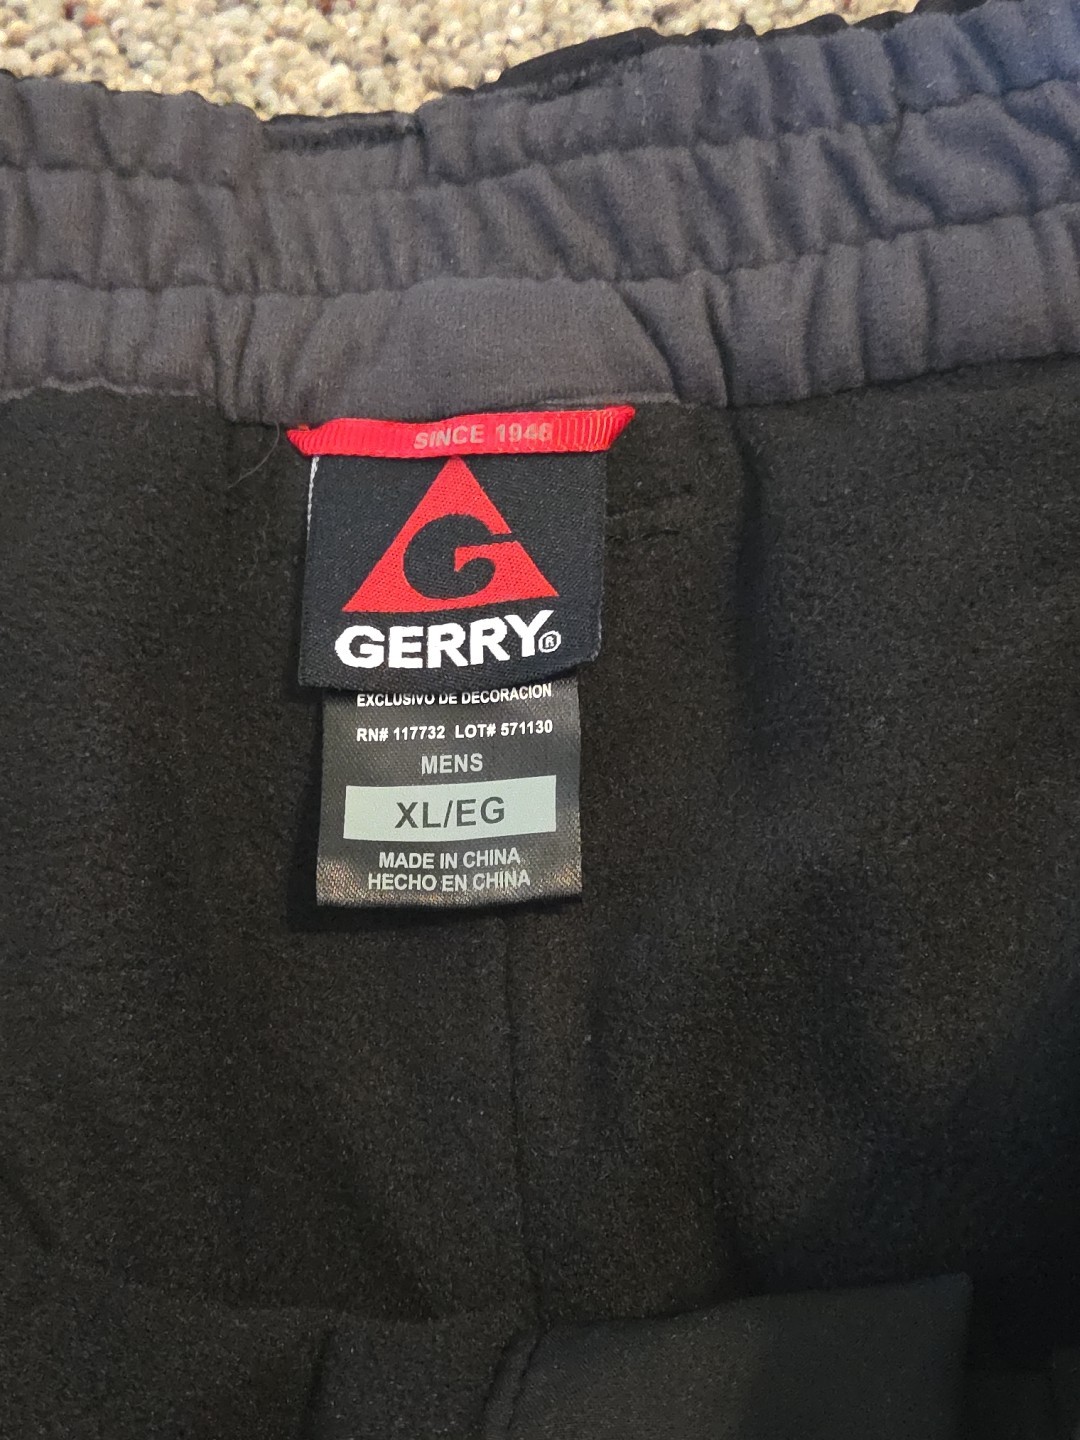 SINCE 1946
G
GERRY®
EXCLUSIVO DE DECORACION
RN# 117732 LOT# 571130
MENS
XL/EG
MADE IN CHINA
HECHO EN CHINA